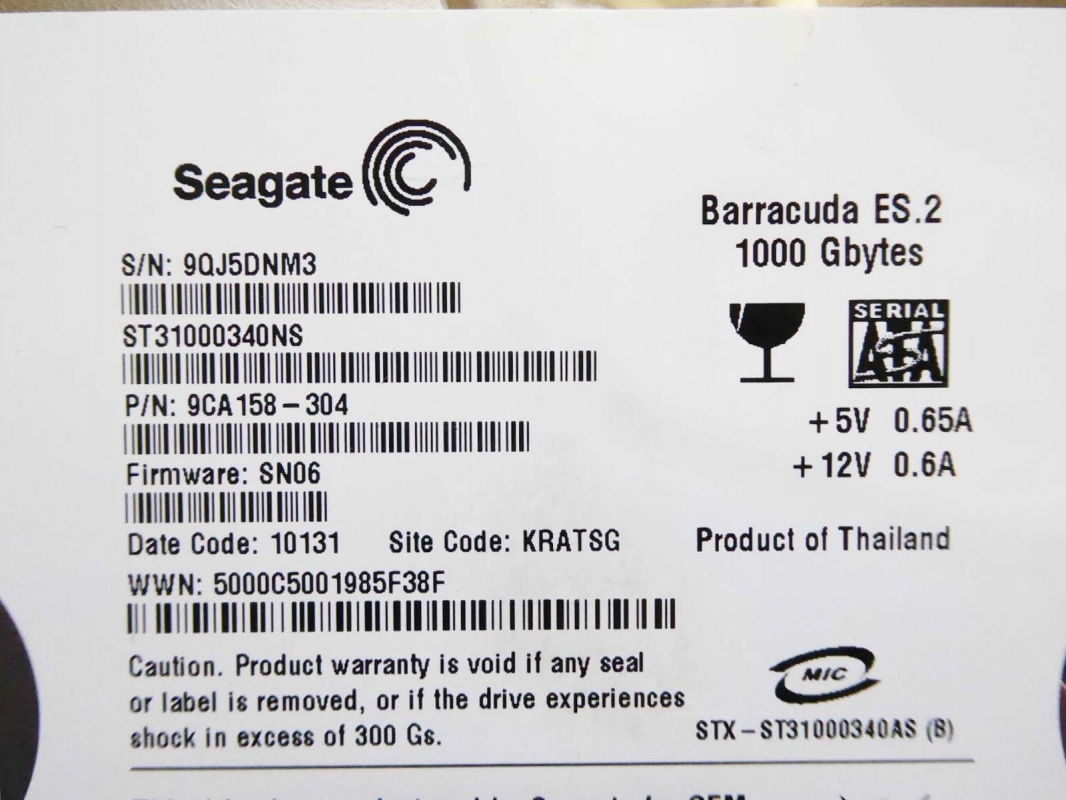 Seagate
Barracuda ES.2
1000 Gbytes
S/N: 9QJ5DNM3
ST31000340NS
SERIAL
ATA
P/N: 9CA158-304
+5V 0.65A
+12V 0.6A
Firmware: SN06
Date Code: 10131 Site Code: KRATSG
Product of Thailand
WWN: 5000C5001985F38F
Caution. Product warranty is void if any seal
or label is removed, or if the drive experiences
shock in excess of 300 Gs.
MIC
STX-ST31000340AS (B)